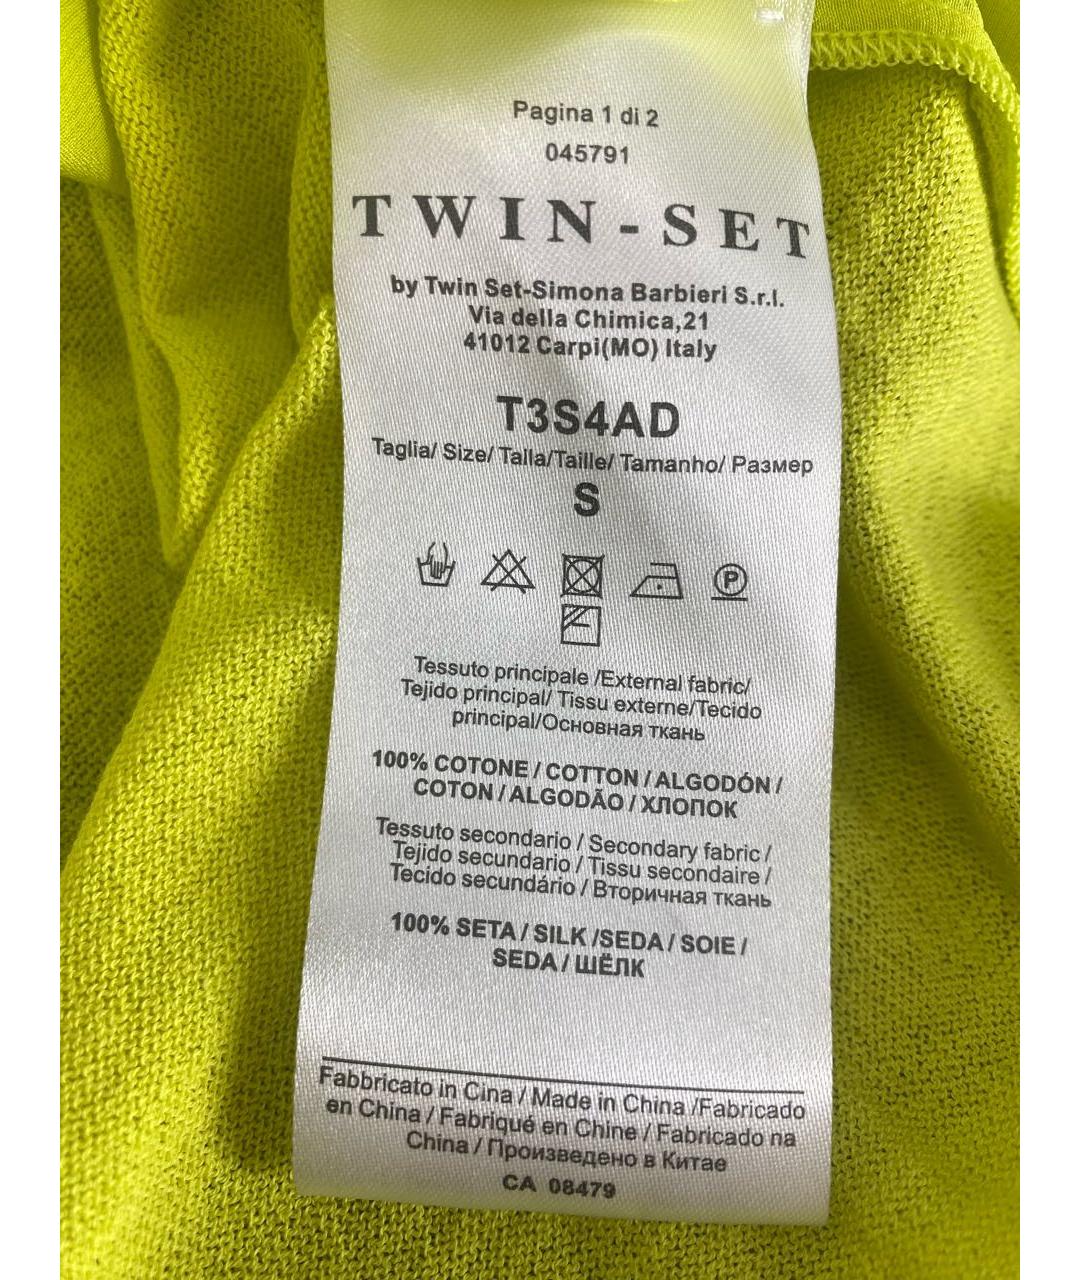 Pagina 1 di 2
045791
TWIN-SET
by Twin Set-Simona Barbieri S.r.l.
Via della Chimica,21
41012 Carpi(MO) Italy
T3S4AD
Taglia/ Size/ Talla/Taille/ Tamanho/ Размер
S
P
Tessuto principale /External fabric/
Tejido principal/ Tissu externe/Tecido
principal/Основная ткань
100% COTONE / COTTON / ALGODÓN /
COTON / ALGODÃO / ХЛОПОК
Tessuto secondario / Secondary fabric /
Tejido secundario / Tissu secondaire /
Tecido secundário / Вторичная ткань
100% SETA / SILK /SEDA / SOIE /
SEDA / ШЁЛК
Fabbricato in Cina / Made in China /Fabricado
en China / Fabriqué en Chine / Fabricado na
China / Произведено в Китае
CA 08479